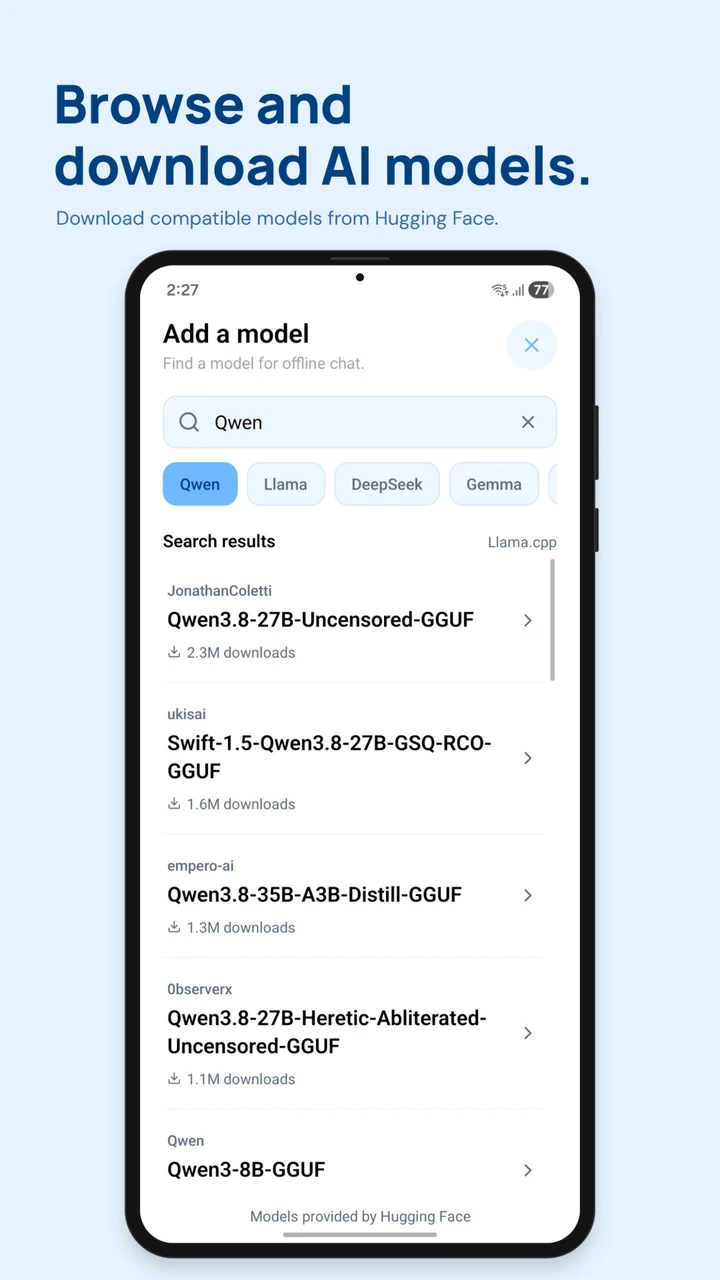 Browse and
download AI models.
Download compatible models from Hugging Face.
2:27
77
Add a model
Find a model for offline chat.
Qwen
Qwen
Llama
DeepSeek
Gemma
Search results
Llama.cpp
JonathanColetti
Qwen3.8-27B-Uncensored-GGUF
2.3M downloads
ukisai
Swift-1.5-Qwen3.8-27B-GSQ-RCO-
GGUF
1.6M downloads
empero-ai
Qwen3.8-35B-A3B-Distill-GGUF
1.3M downloads
0bserverx
Qwen3.8-27B-Heretic-Abliterated-
Uncensored-GGUF
1.1M downloads
Qwen
Qwen3-8B-GGUF
Models provided by Hugging Face